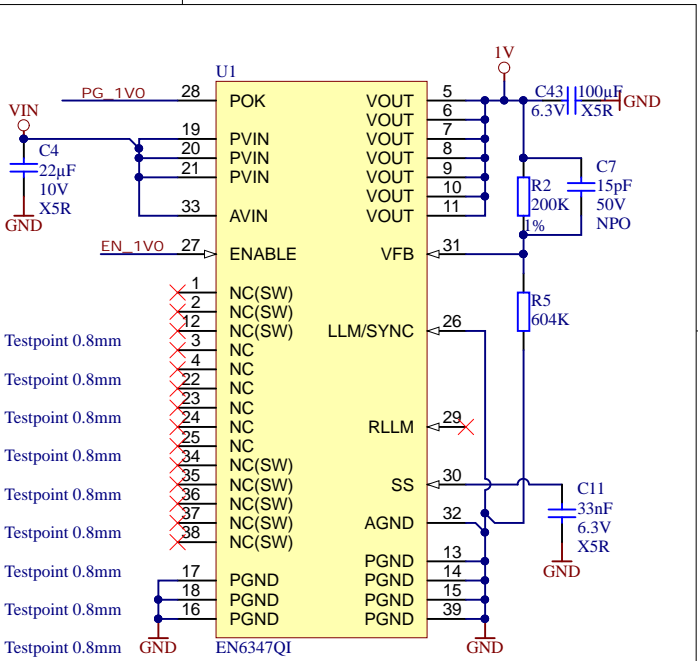 1V
U1
PG_1V0 28 POK VOUT 5 C43 100µF GND
VOUT 6 6.3V X5R
VIN
19 PVIN VOUT 7
C4 20 PVIN VOUT 8
22µF 21 PVIN VOUT 9 C7
10V VOUT 10 R2 15pF
X5R 33 AVIN VOUT 11 200K 50V
GND 1% NPO
EN_1V0 27 ENABLE VFB 31
1 NC(SW)
2 NC(SW) R5
12 NC(SW) LLM/SYNC 26 604K
Testpoint 0.8mm 3 NC
4 NC
Testpoint 0.8mm 22 NC
23 NC
Testpoint 0.8mm 24 NC RLLM 29
25 NC
Testpoint 0.8mm 34 NC(SW)
35 NC(SW) SS 30 C11
Testpoint 0.8mm 36 NC(SW) 33nF
37 NC(SW) AGND 32 6.3V
Testpoint 0.8mm 38 NC(SW) X5R
PGND 13 GND
Testpoint 0.8mm 17 PGND PGND 14
18 PGND PGND 15
Testpoint 0.8mm 16 PGND PGND 39
Testpoint 0.8mm GND EN6347QI GND